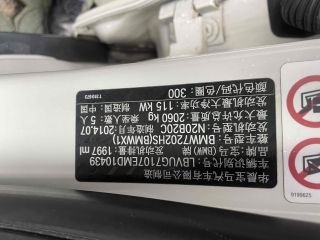 华晨宝马汽车有限公司制造
车辆识别代号: LBVUG7107EMD10439
品牌: 宝马 (BMW) 发动机排量: 1997 ml
整车型号: BMW7202HS(BMWX1)
发动机型号: N20B20C 制造年月: 2014.07
最大允许总质量: 2060 kg 乘坐人数: 5 人
发动机最大净功率: 115 kW 制造国: 中国
颜色代码/色圈: 300
9159625